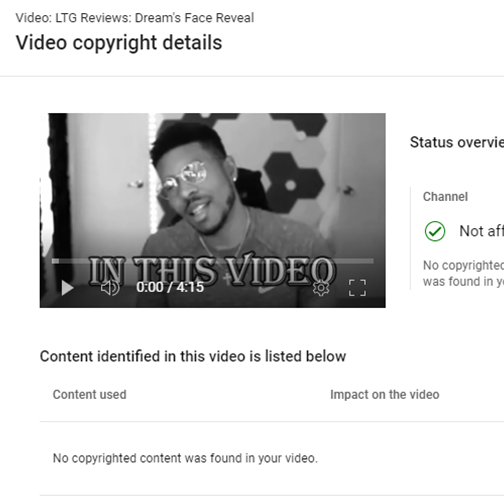 Video: LTG Reviews: Dream's Face Reveal
Video copyright details
Status overvie
Channel
Not aff
No copyrighted
was found in y
IN THIS VIDEO
0:00 / 4:15
Content identified in this video is listed below
Content used Impact on the video
No copyrighted content was found in your video.